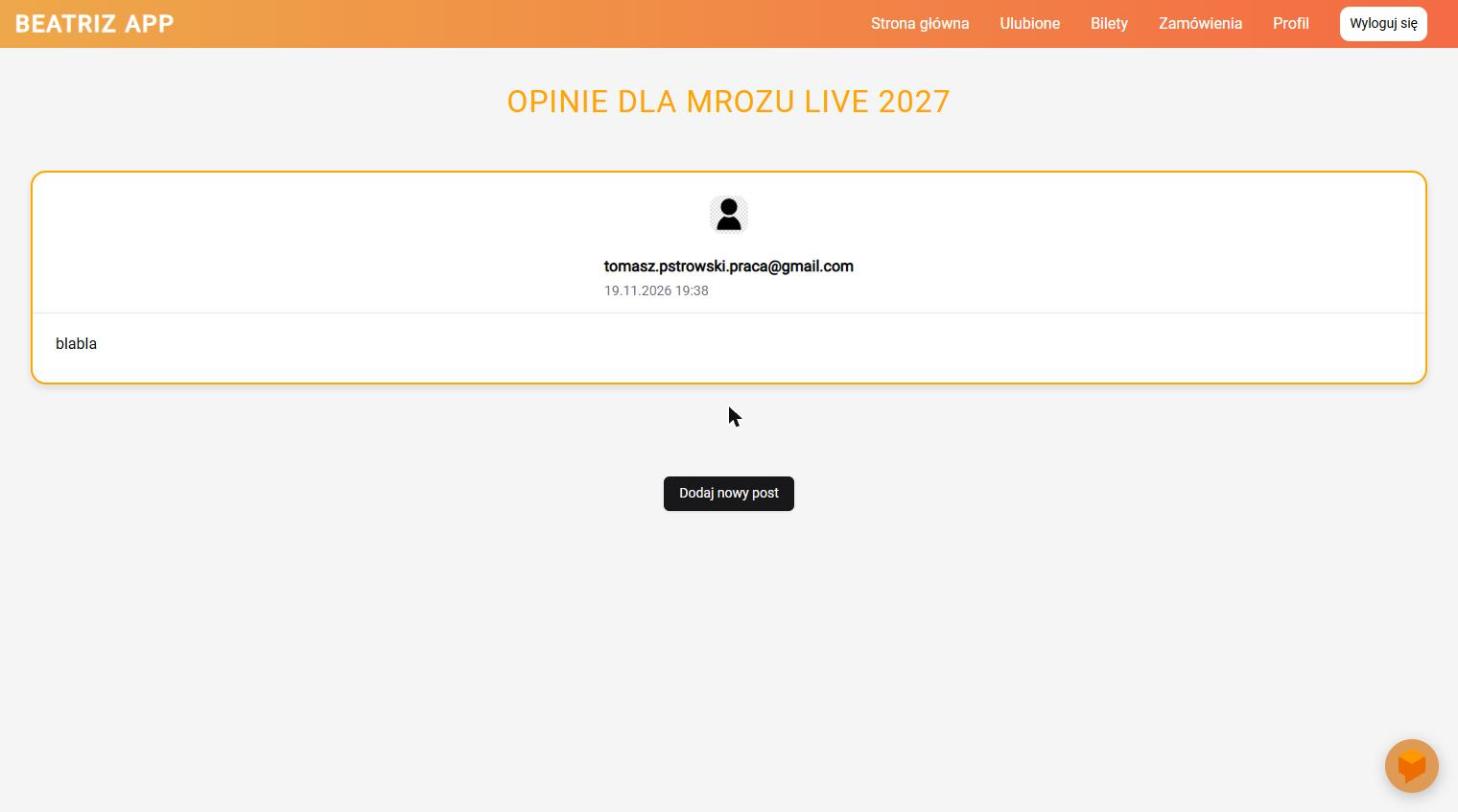 BEATRIZ APP
Strona główna Ulubione Bilety Zamówienia Profil Wyloguj się
OPINIE DLA MROZU LIVE 2027
tomasz.pstrowski.praca@gmail.com
19.11.2026 19:38
blabla
Dodaj nowy post